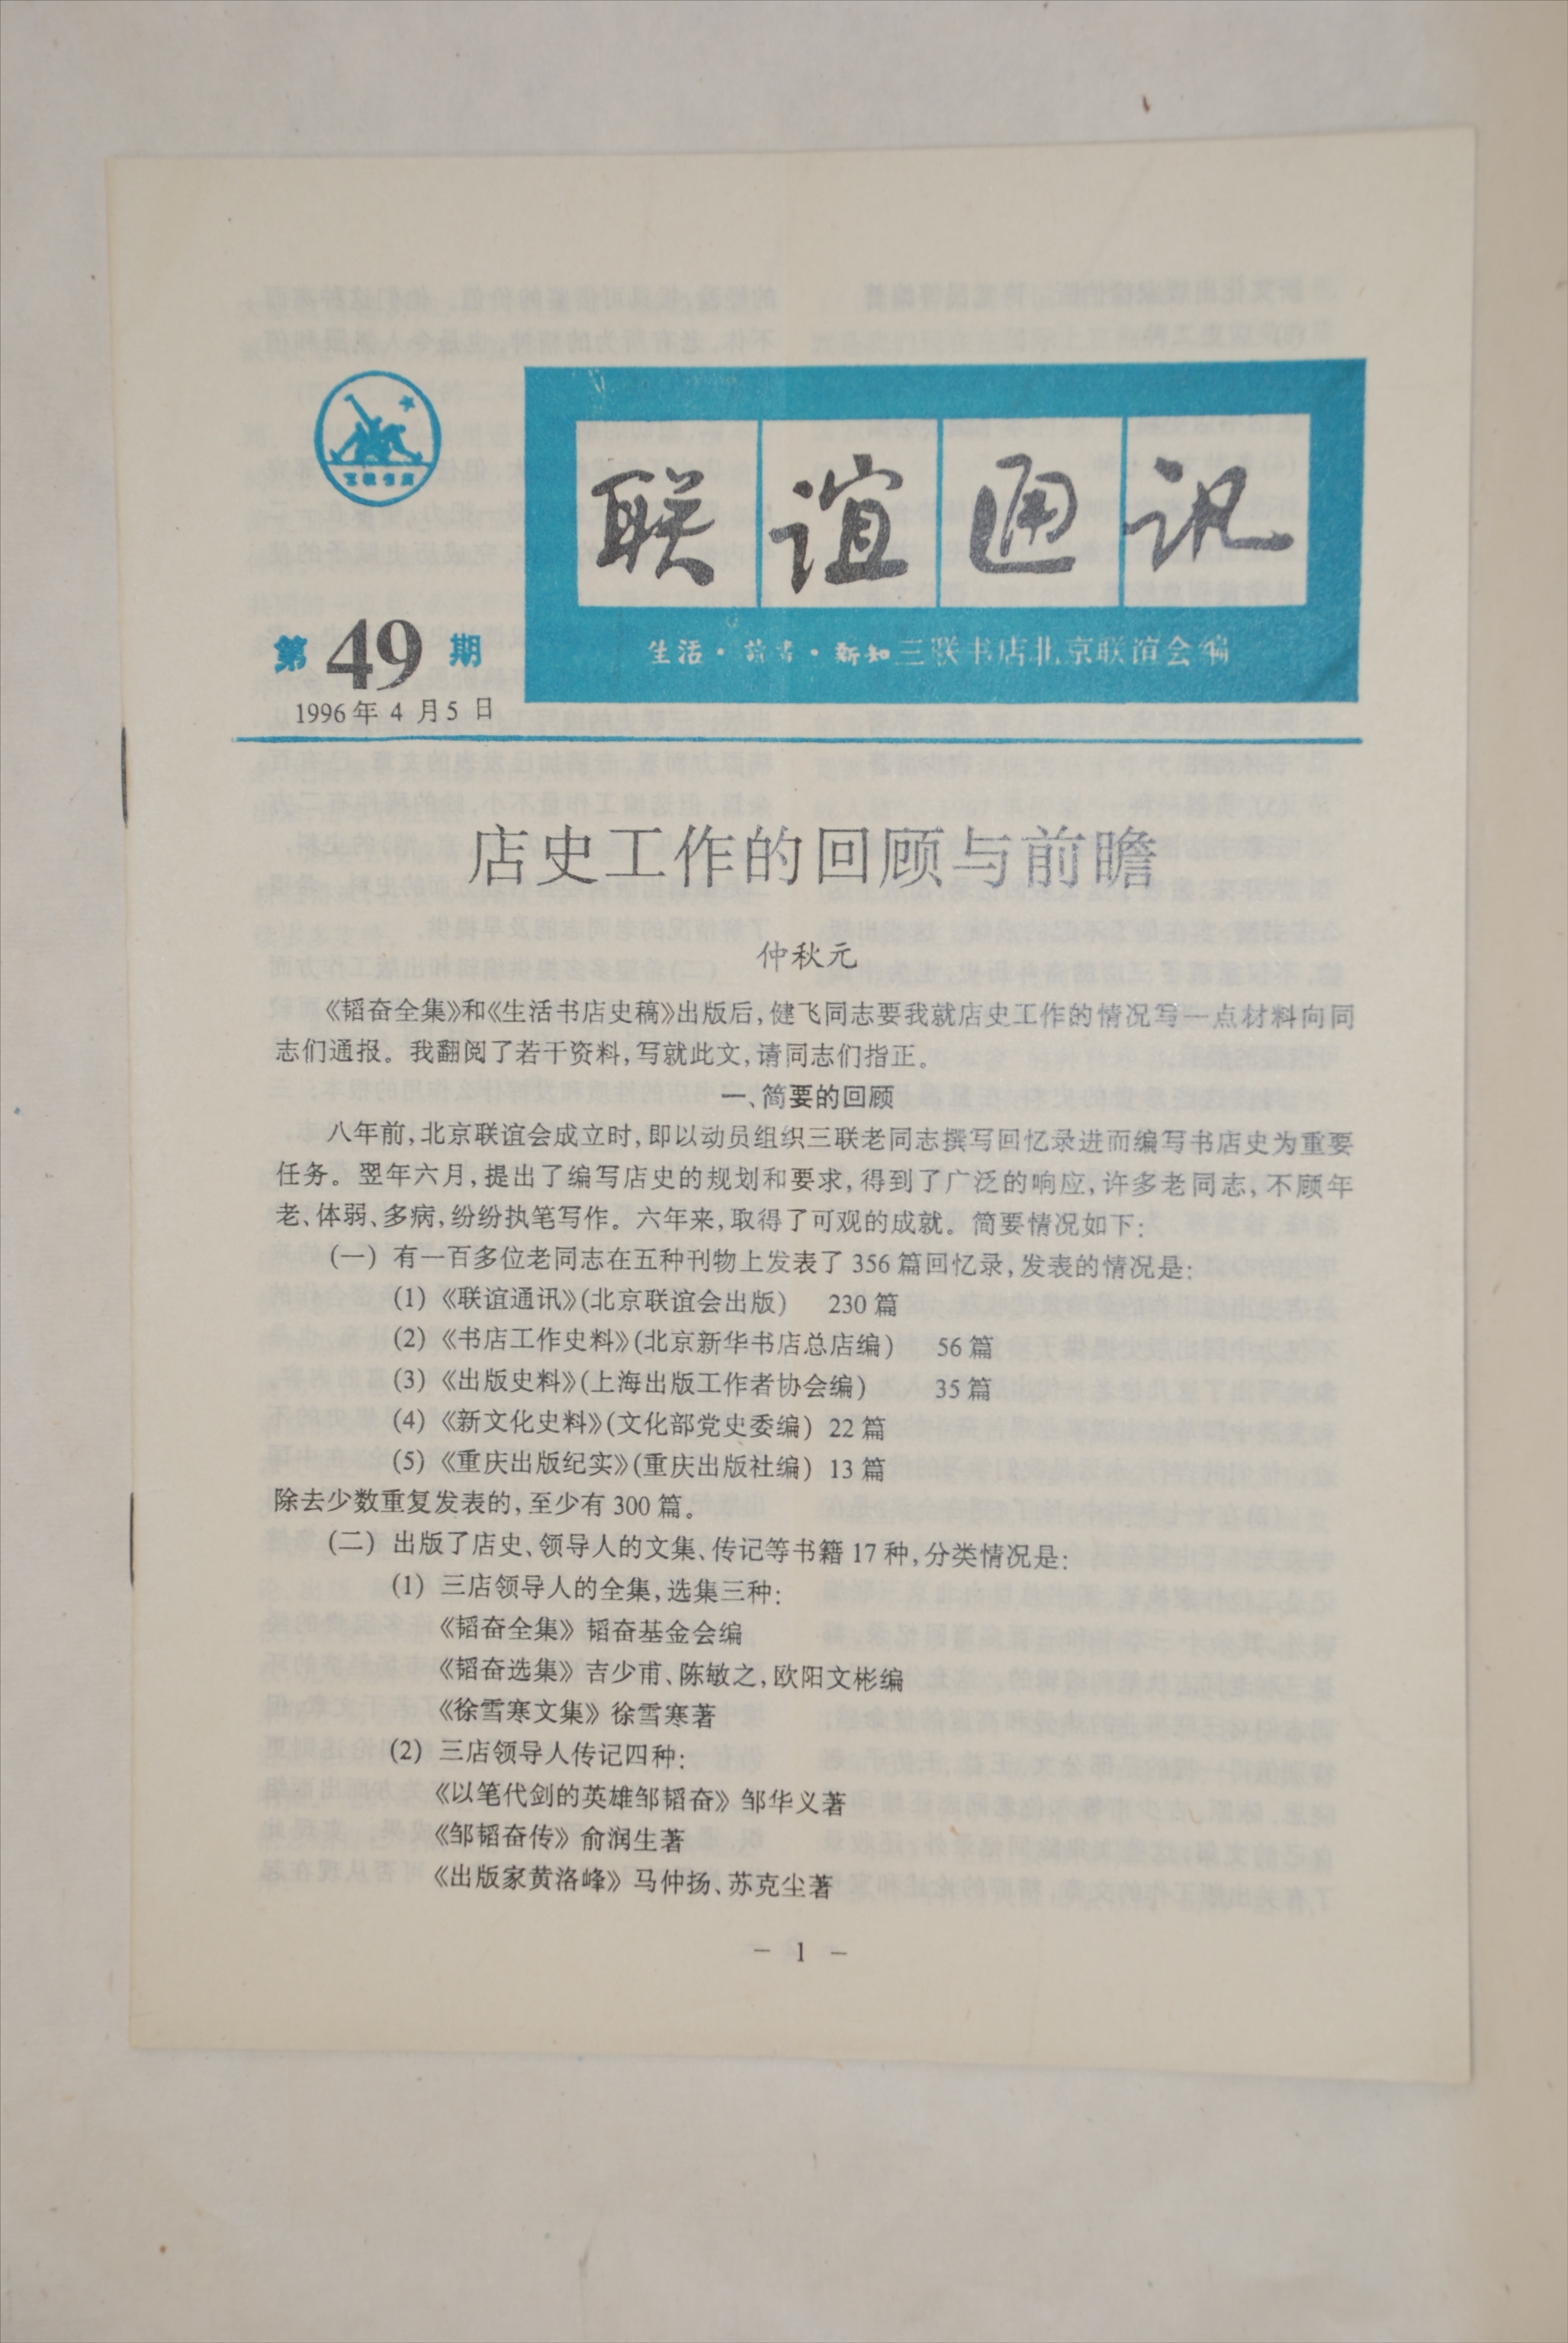 三联书店
联谊通讯
生活·读书·新知三联书店北京联谊会编
第49期
1996年4月5日
店史工作的回顾与前瞻
仲秋元
《韬奋全集》和《生活书店史稿》出版后,健飞同志要我就店史工作的情况写一点材料向同
志们通报。我翻阅了若干资料,写就此文,请同志们指正。
一、简要的回顾
八年前,北京联谊会成立时,即以动员组织三联老同志撰写回忆录进而编写书店史为重要
任务。翌年六月,提出了编写店史的规划和要求,得到了广泛的响应,许多老同志,不顾年
老、体弱、多病,纷纷执笔写作。六年来,取得了可观的成就。简要情况如下:
(一) 有一百多位老同志在五种刊物上发表了356篇回忆录,发表的情况是:
(1)《联谊通讯》(北京联谊会出版) 230篇
(2)《书店工作史料》(北京新华书店总店编) 56篇
(3)《出版史料》(上海出版工作者协会编) 35篇
(4)《新文化史料》(文化部党史委编) 22篇
(5)《重庆出版纪实》(重庆出版社编) 13篇
除去少数重复发表的,至少有300篇。
(二) 出版了店史、领导人的文集、传记等书籍17种,分类情况是:
(1) 三店领导人的全集,选集三种:
《韬奋全集》韬奋基金会编
《韬奋选集》吉少甫、陈敏之,欧阳文彬编
《徐雪寒文集》徐雪寒著
(2) 三店领导人传记四种:
《以笔代剑的英雄邹韬奋》邹华义著
《邹韬奋传》俞润生著
《出版家黄洛峰》马仲扬、苏克尘著
- 1 -